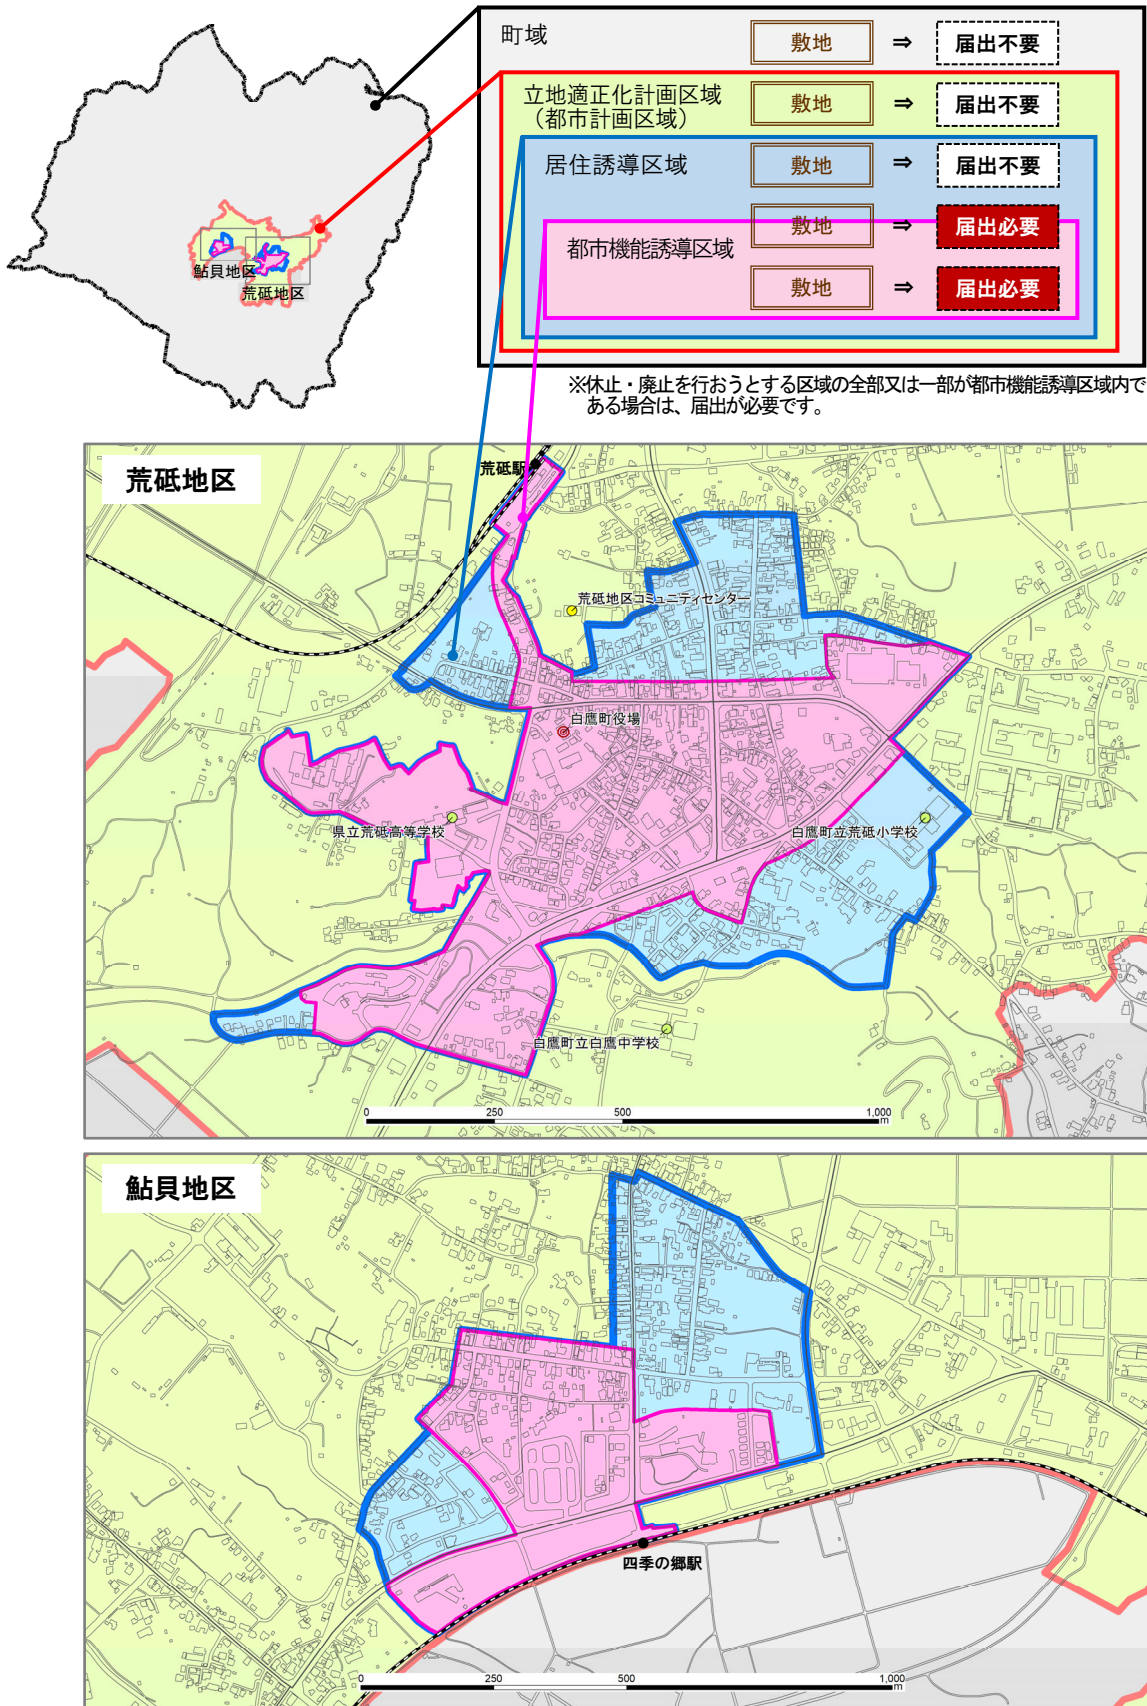 町域
敷地 ⇒ 届出不要
立地適正化計画区域
（都市計画区域）
敷地 ⇒ 届出不要
居住誘導区域
敷地 ⇒ 届出不要
敷地 ⇒ 届出必要
都市機能誘導区域
敷地 ⇒ 届出必要
鮎貝地区
荒砥地区
※休止・廃止を行おうとする区域の全部又は一部が都市機能誘導区域内で
ある場合は、届出が必要です。
荒砥地区
荒砥駅
荒砥地区コミュニティセンター
白鷹町役場
県立荒砥高等学校
白鷹町立荒砥小学校
白鷹町立白鷹中学校
0 250 500 1,000
m
鮎貝地区
四季の郷駅
0 250 500 1,000
m